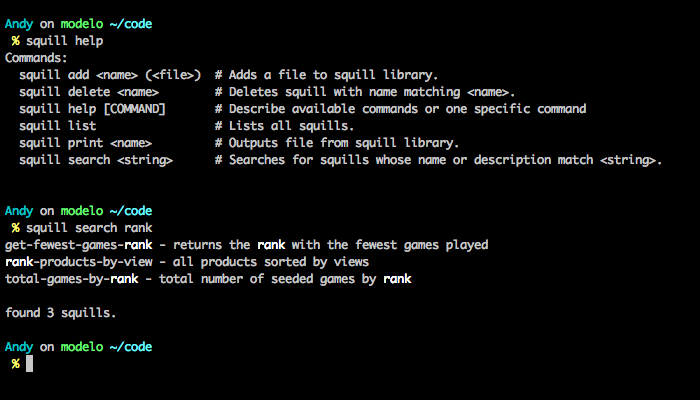 Andy on modelo ~/code
% squill help
Commands:
squill add <name> (<file>)  # Adds a file to squill library.
squill delete <name>        # Deletes squill with name matching <name>.
squill help [COMMAND]       # Describe available commands or one specific command
squill list                 # Lists all squills.
squill print <name>         # Outputs file from squill library.
squill search <string>      # Searches for squills whose name or description match <string>.
Andy on modelo ~/code
% squill search rank
get-fewest-games-rank - returns the rank with the fewest games played
rank-products-by-view - all products sorted by views
total-games-by-rank - total number of seeded games by rank
found 3 squills.
Andy on modelo ~/code
%